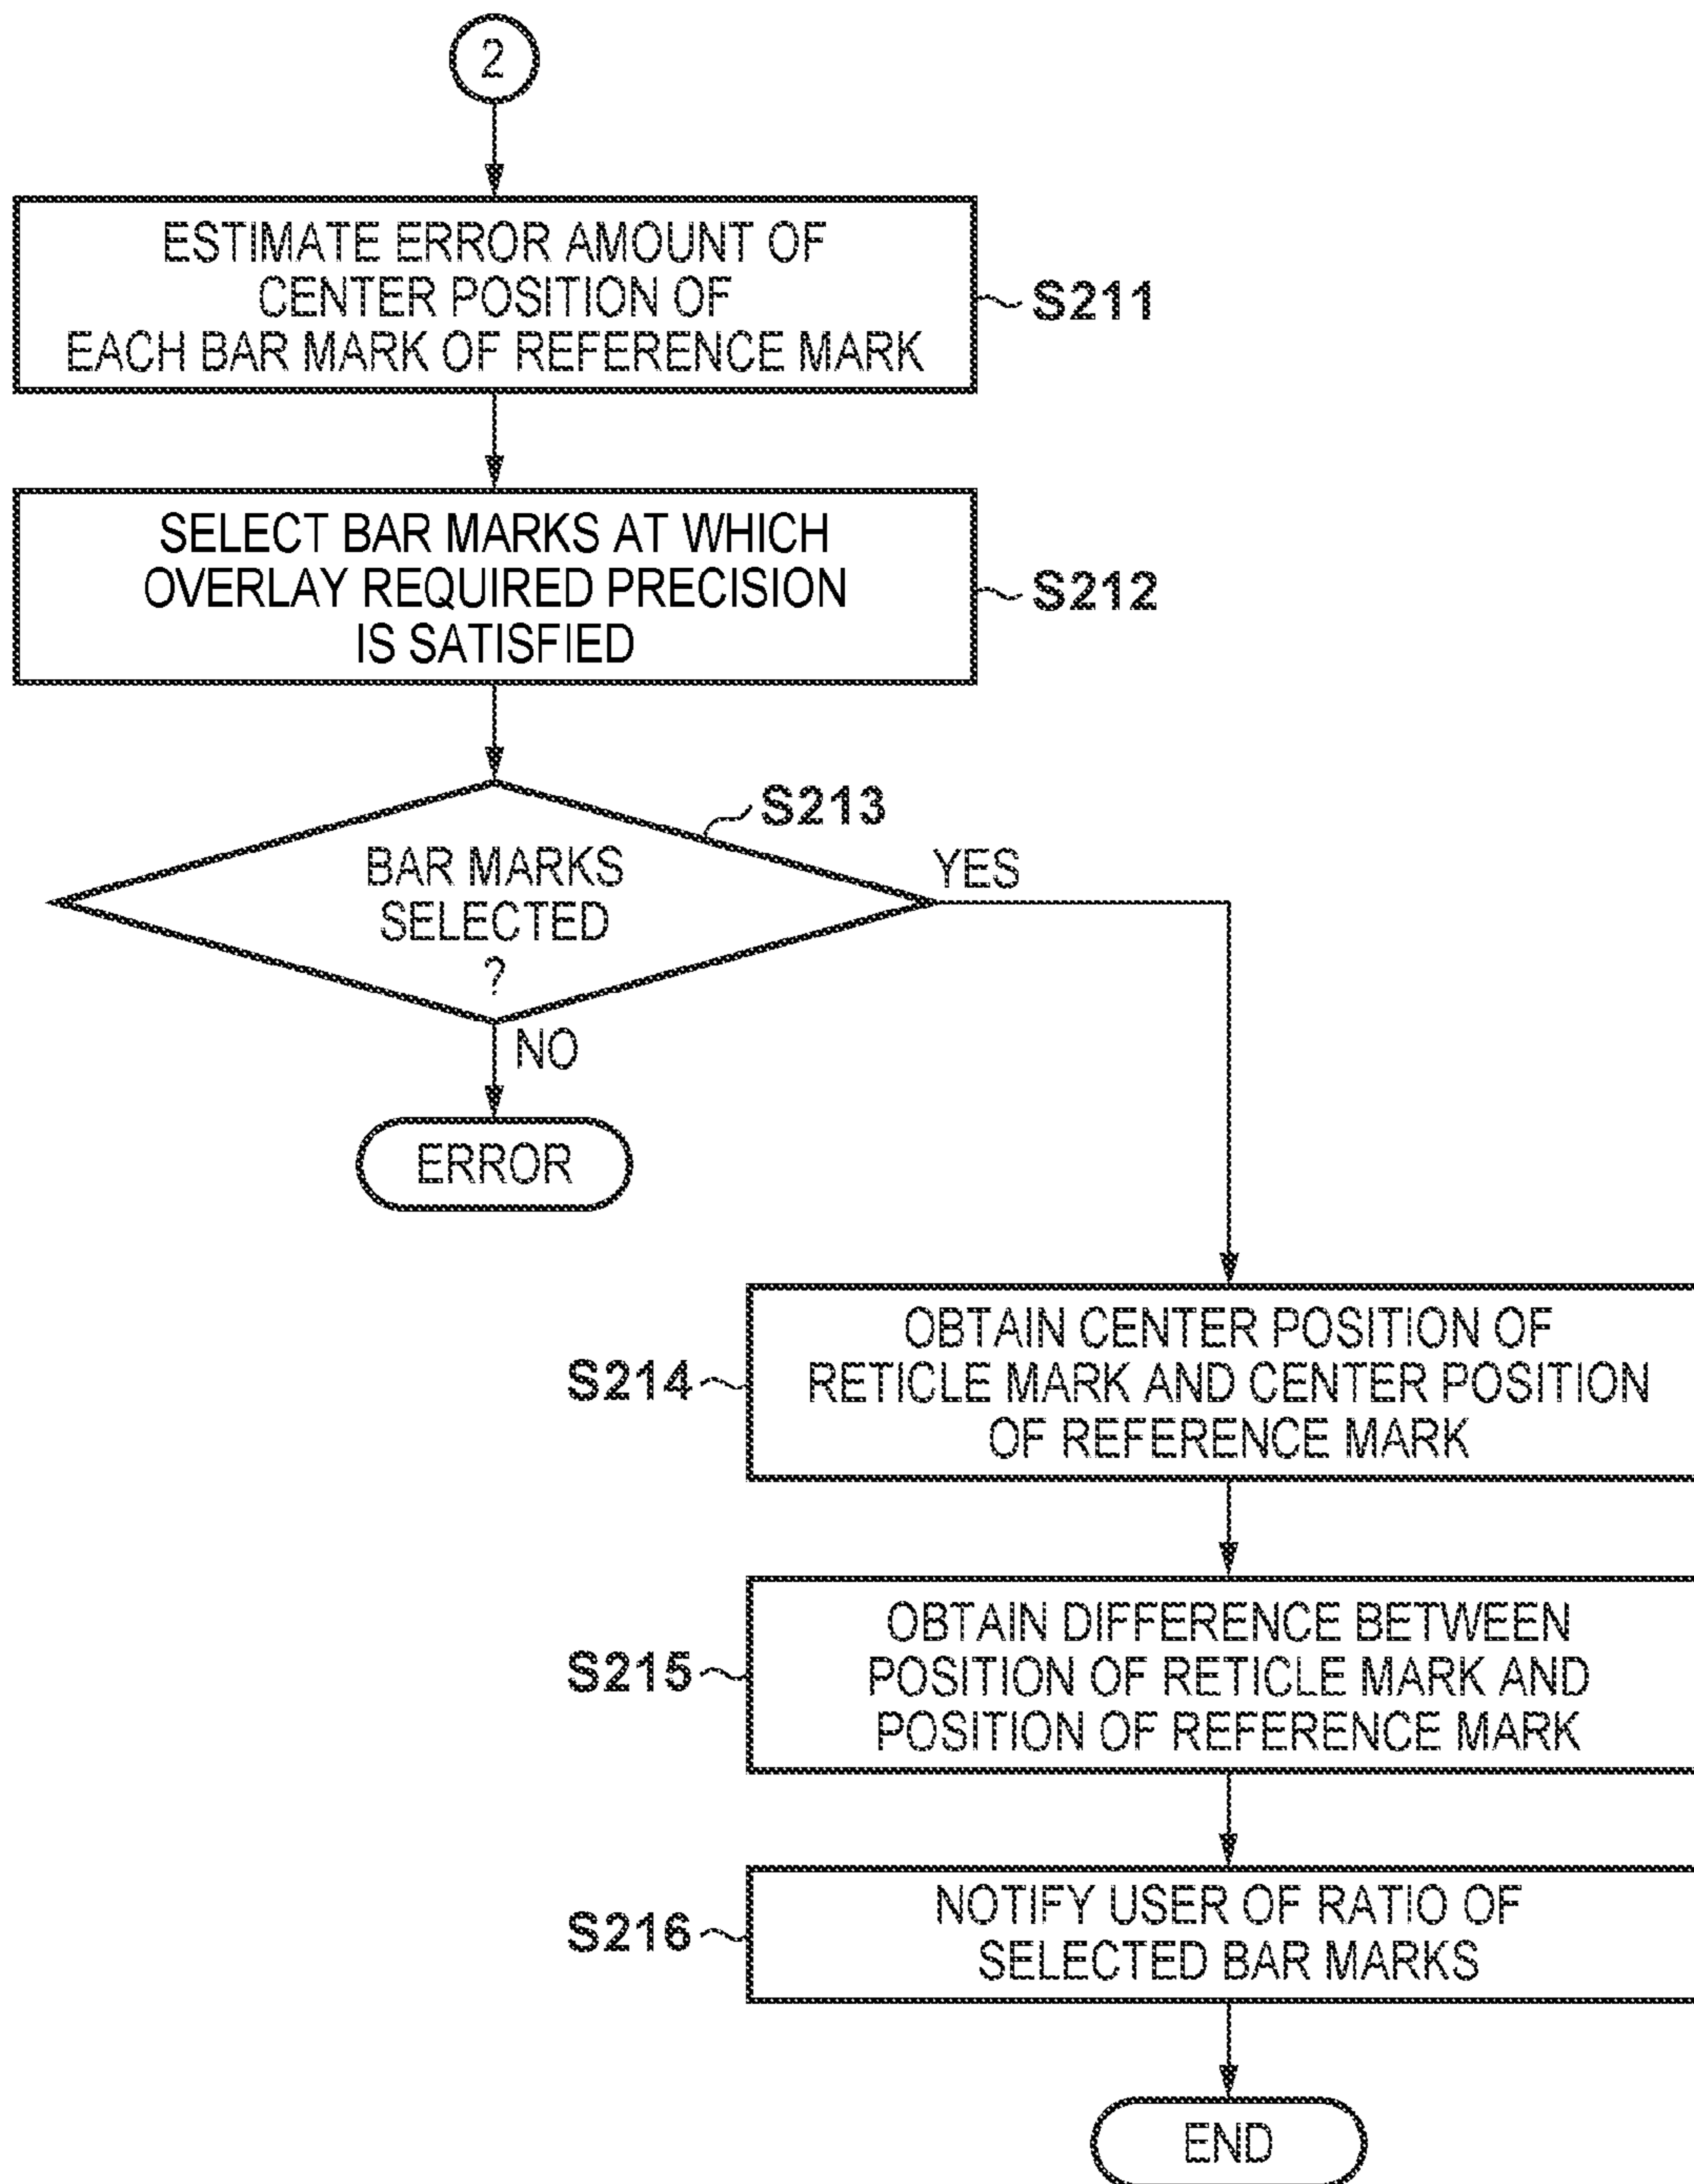 2
ESTIMATE ERROR AMOUNT OF
CENTER POSITION OF
EACH BAR MARK OF REFERENCE MARK
S211
SELECT BAR MARKS AT WHICH
OVERLAY REQUIRED PRECISION
IS SATISFIED
S212
S213
BAR MARKS
SELECTED
?
YES
NO
ERROR
OBTAIN CENTER POSITION OF
RETICLE MARK AND CENTER POSITION
OF REFERENCE MARK
S214
OBTAIN DIFFERENCE BETWEEN
POSITION OF RETICLE MARK AND
POSITION OF REFERENCE MARK
S215
NOTIFY USER OF RATIO OF
SELECTED BAR MARKS
S216
END